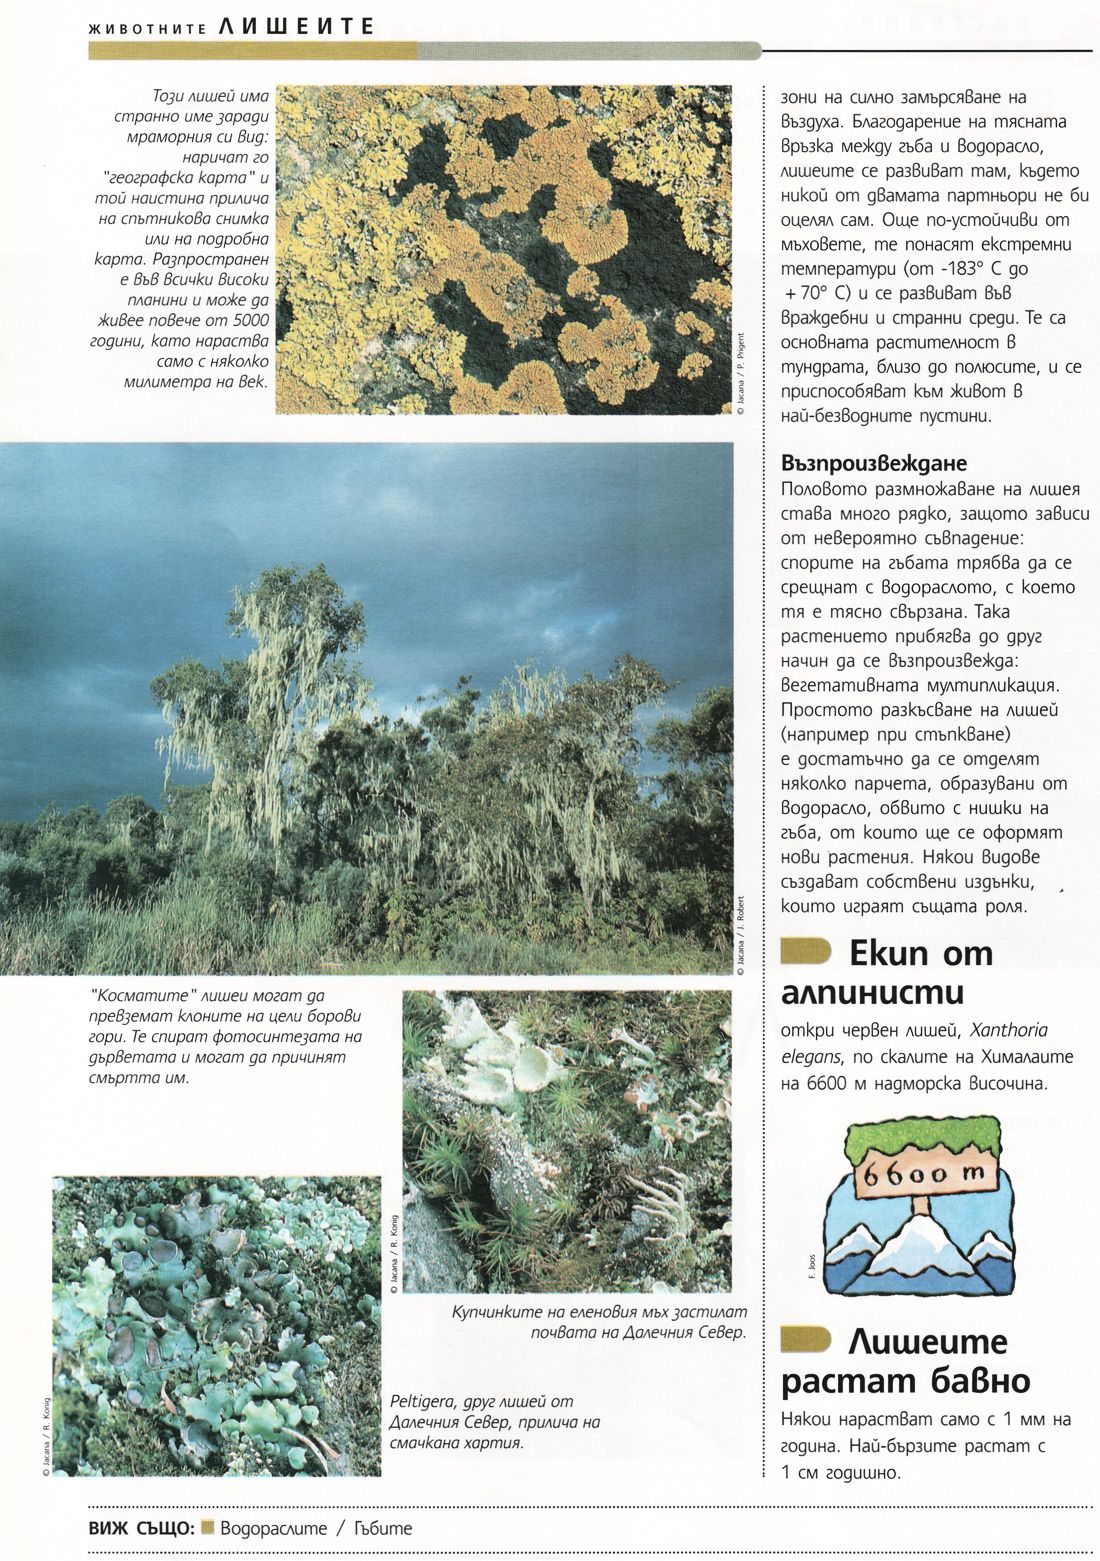 животните ЛИШЕИТЕ
Този лишей има
странно име заради
мраморния си вид:
наричат го
"географска карта" и
той наистина прилича
на спътникова снимка
или на подробна
карта. Разпространен
е във всички високи
планини и може да
живее повече от 5000
години, като нараства
само с няколко
милиметра на век.
© Jacana / P. Prigent
© Jacana / J. Robert
"Косматите" лишеи могат да
превземат клоните на цели борови
гори. Те спират фотосинтезата на
дърветата и могат да причинят
смъртта им.
© Jacana / R. Konig
Купчинките на еленовия мъх застилат
почвата на Далечния Север.
© Jacana / R. Konig
Peltigera, друг лишей от
Далечния Север, прилича на
смачкана хартия.
зони на силно замърсяване на
въздуха. Благодарение на тясната
връзка между гъба и водорасло,
лишеите се развиват там, където
никой от двамата партньори не би
оцелял сам. Още по-устойчиви от
мъховете, те понасят екстремни
температури (от -183° С до
+ 70° С) и се развиват във
враждебни и странни среди. Те са
основната растителност в
тундрата, близо до полюсите, и се
приспособяват към живот в
най-безводните пустини.
Възпроизвеждане
Половото размножаване на лишея
става много рядко, защото зависи
от невероятно съвпадение:
спорите на гъбата трябва да се
срещнат с водораслото, с което
тя е тясно свързана. Така
растението прибягва до друг
начин да се възпроизвежда:
вегетативната мултипликация.
Простото разкъсване на лишей
(например при стъпкване)
е достатъчно да се отделят
няколко парчета, образувани от
водорасло, обвито с нишки на
гъба, от които ще се оформят
нови растения. Някои видове
създават собствени издънки,
които играят същата роля.
Екип от
алпинисти
откри червен лишей, Xanthoria
elegans, по скалите на Хималаите
на 6600 м надморска височина.
6600 m
F. Joos
Лишеите
растат бавно
Някои нарастват само с 1 мм на
година. Най-бързите растат с
1 см годишно.
ВИЖ СЪЩО: Водораслите / Гъбите